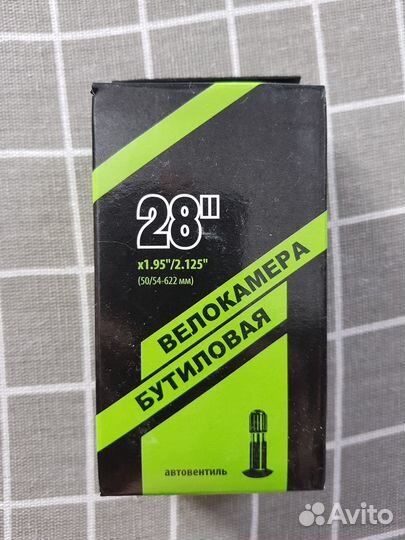 28"
x1.95"/2.125"
(50/54-622 мм)
ВЕЛОКАМЕРА
БУТИЛОВАЯ
автовентиль
Avito